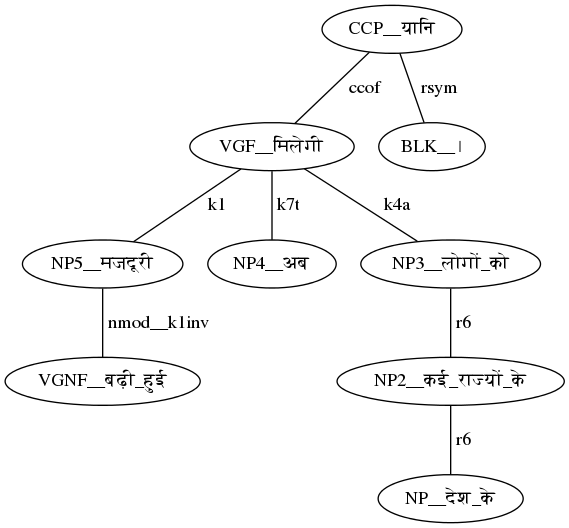 CCP__यानि
ccof rsym
VGF__मिलेगी BLK__।
k1 k7t k4a
NP5__मजदूरी NP4__अब NP3__लोगों_को
nmod__k1inv r6
VGNF__बढ़ी_हुई NP2__कई_राज्यों_के
r6
NP__देश_के